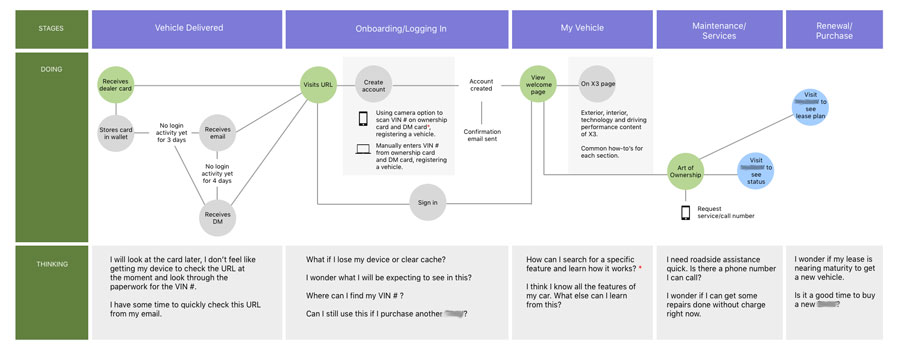 STAGES
Vehicle Delivered
Onboarding/Logging In
My Vehicle
Maintenance/
Services
Renewal/
Purchase
DOING
Receives
dealer card
Stores card
in wallet
No login
activity yet
for 3 days
Receives
email
No login
activity yet
for 4 days
Receives
DM
Visits URL
Create
account
Using camera option to
scan VIN # on ownership
card and DM card*,
registering a vehicle.
Manually enters VIN #
from ownership card
and DM card, registering
a vehicle.
Account
created
Confirmation
email sent
Sign in
View
welcome
page
On X3 page
Exterior, interior,
technology and driving
performance content
of X3.
Common how-to's for
each section.
Art of
Ownership
Request
service/call number
Visit
to
see
lease plan
Visit
to
see
status
THINKING
I will look at the card later, I don't feel like
getting my device to check the URL at
the moment and look through the
paperwork for the VIN #.
I have some time to quickly check this URL
from my email.
What if I lose my device or clear cache?
I wonder what I will be expecting to see in this?
Where can I find my VIN # ?
Can I still use this if I purchase another ?
How can I search for a specific
feature and learn how it works? *
I think I know all the features of
my car. What else can I learn
from this?
I need roadside assistance
quick. Is there a phone number
I can call?
I wonder if I can get some
repairs done without charge
right now.
I wonder if my lease is
nearing maturity to get
a new vehicle.
Is it a good time to buy
a new ?